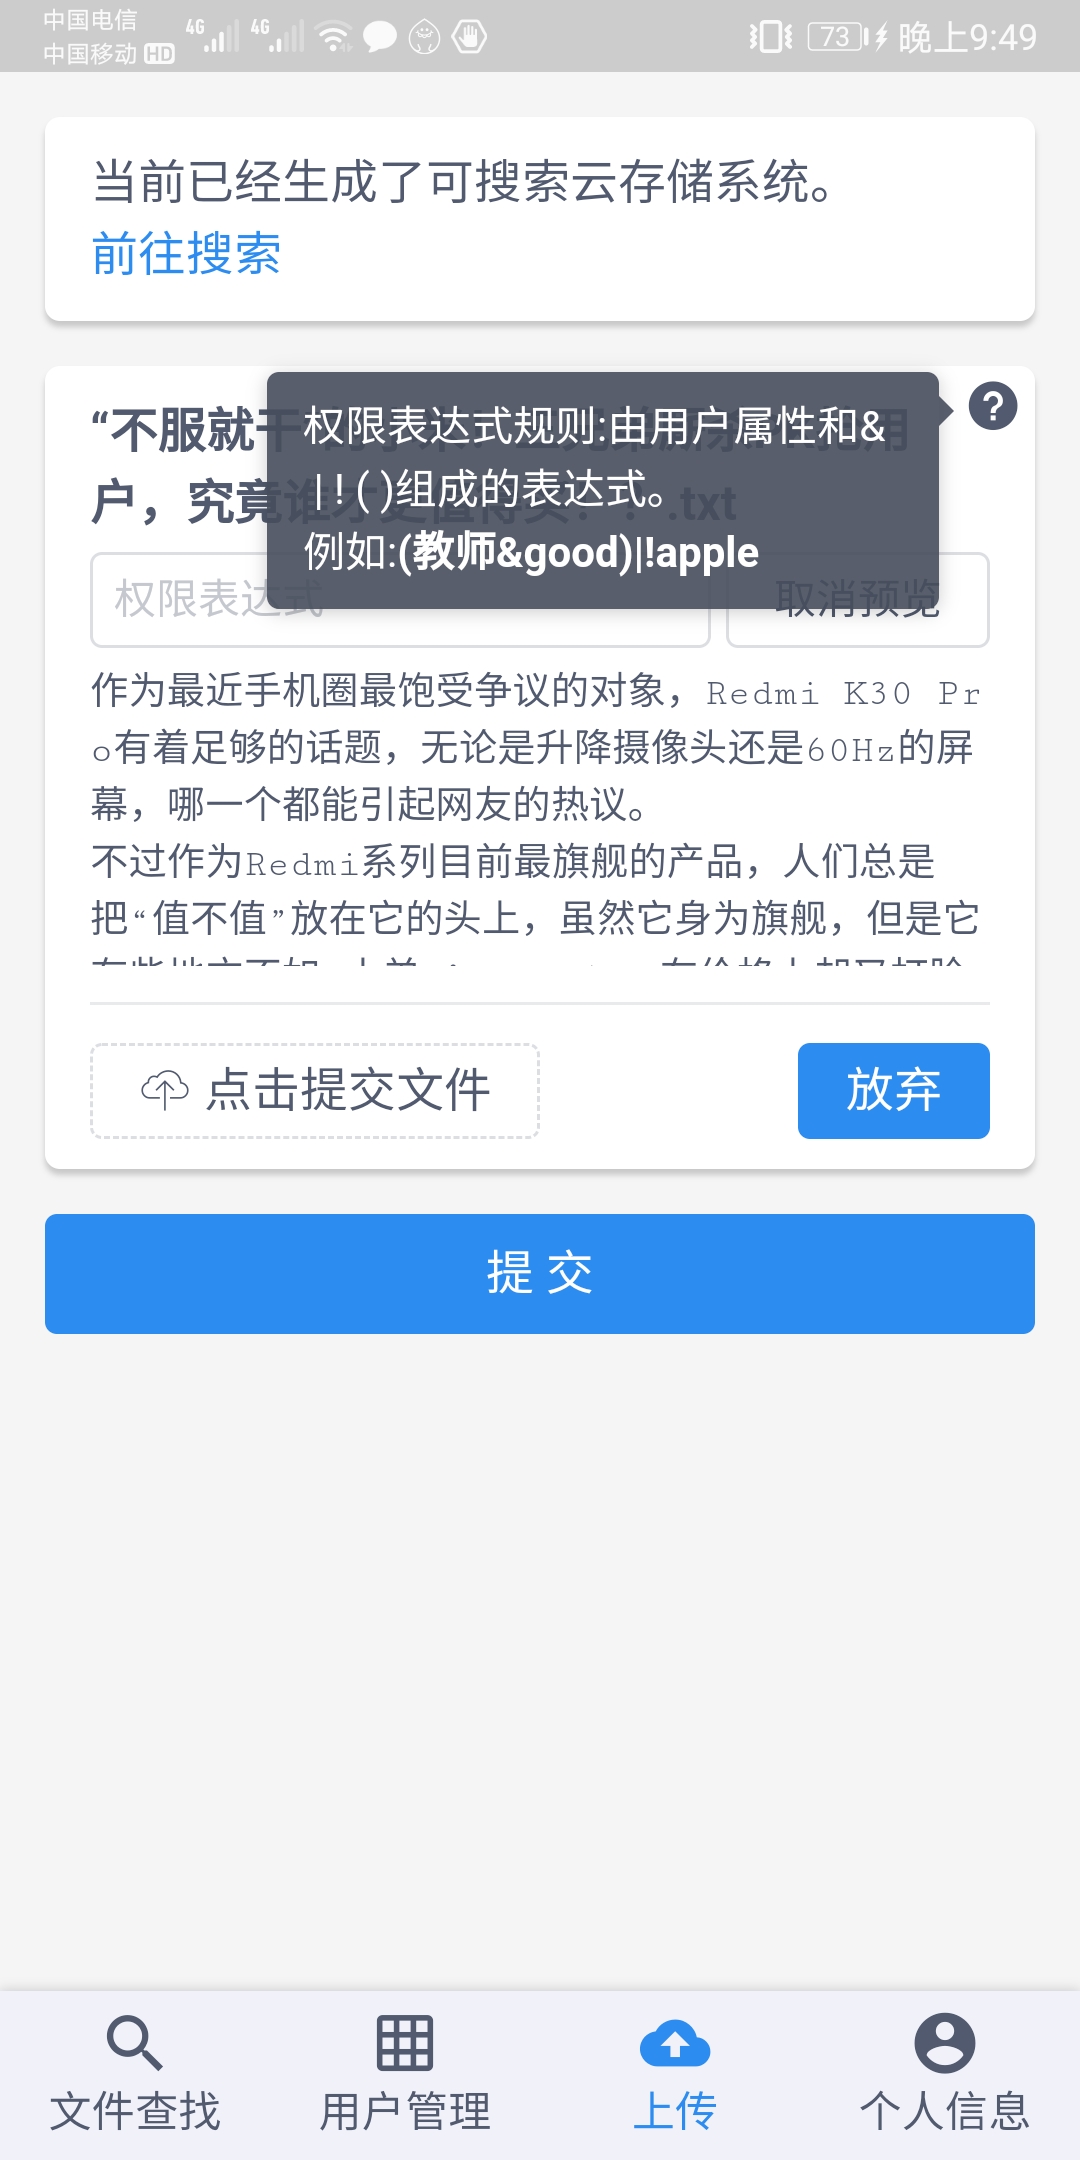 中国电信
中国移动 HD
4G 4G
73 晚上9:49
当前已经生成了可搜索云存储系统。
前往搜索
“不服就干
户，究竟谁才更值得买！！.txt
?
权限表达式规则:由用户属性和&
| ! ( )组成的表达式。
例如:(教师&good)|!apple
权限表达式
取消预览
作为最近手机圈最饱受争议的对象，Redmi K30 Pr
o有着足够的话题，无论是升降摄像头还是60Hz的屏
幕，哪一个都能引起网友的热议。
不过作为Redmi系列目前最旗舰的产品，人们总是
把“值不值”放在它的头上，虽然它身为旗舰，但是它
点击提交文件
放弃
提 交
文件查找
用户管理
上传
个人信息